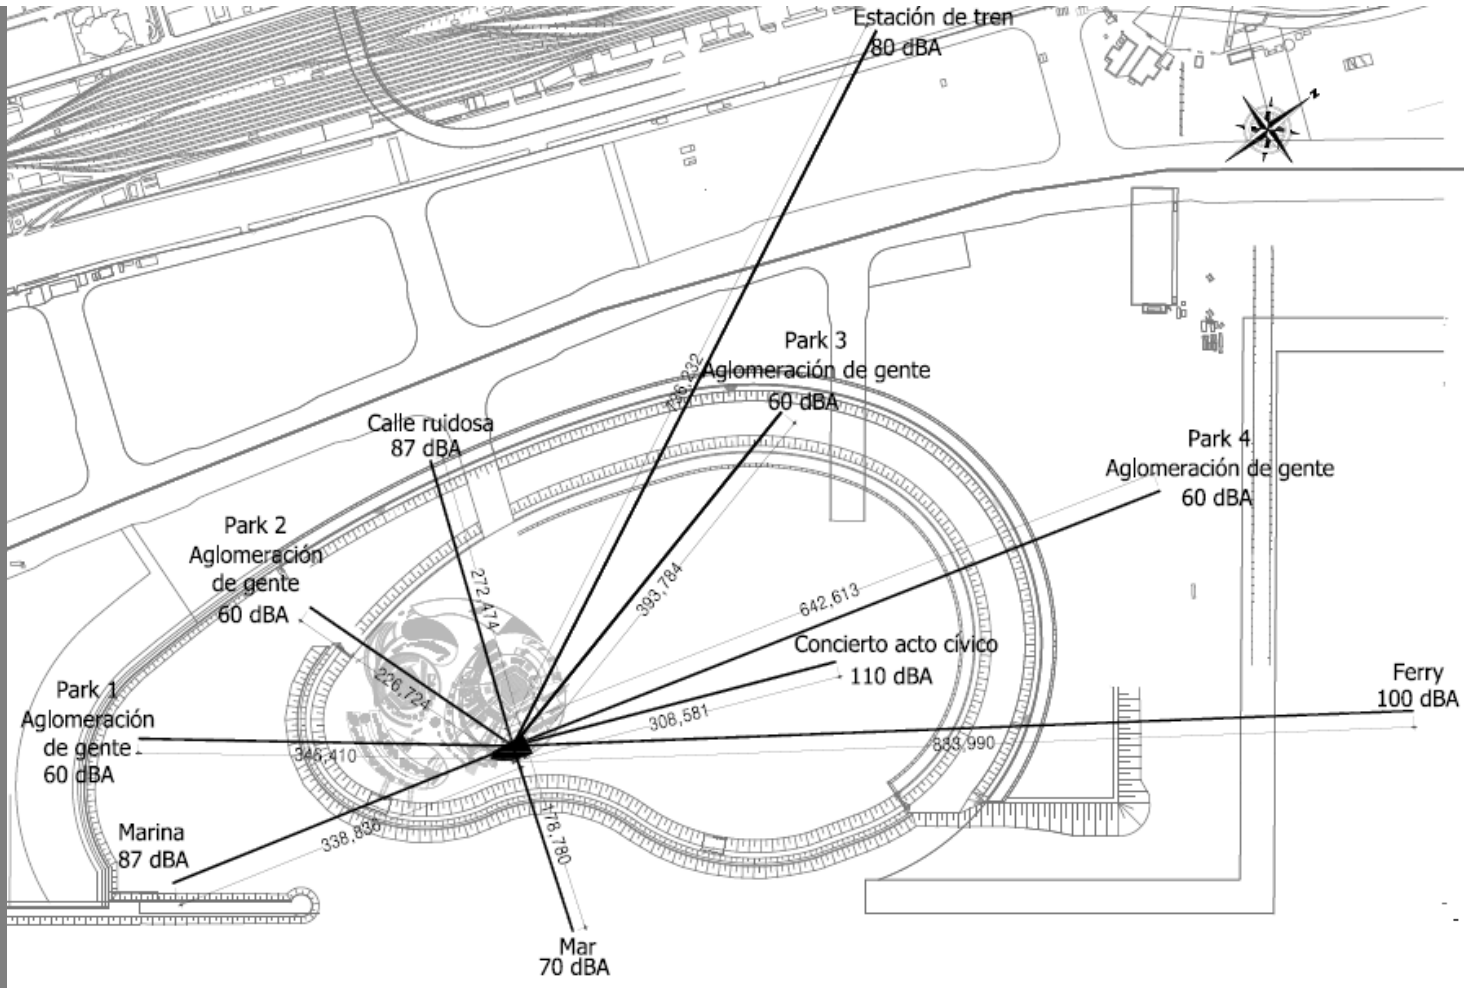 Estación de tren
80 dBA
Z
Park 3
Aglomeración de gente
60 dBA
Calle ruidosa
87 dBA
Park 4
Aglomeración de gente
60 dBA
Park 2
Aglomeración
de gente
60 dBA
272,474
393,784
642,613
Concierto acto cívico
110 dBA
226,724
308,581
Ferry
100 dBA
883,990
Park 1
Aglomeración
de gente
60 dBA
346,410
Marina
87 dBA
338,836
178,780
Mar
70 dBA